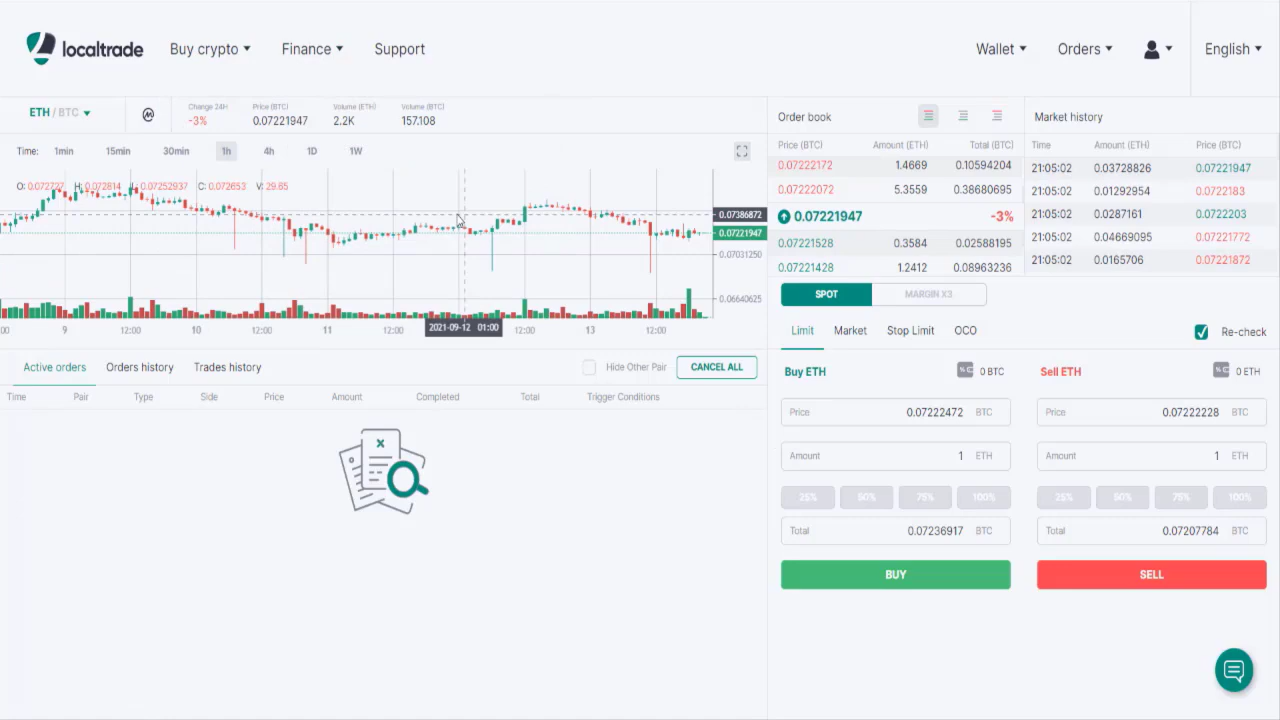 localtrade Buy crypto Finance Support Wallet Orders English
ETH / BTC Change 24H Price (BTC) Volume (ETH) Volume (BTC)
-3% 0.07221947 2.2K 157.108
Time: 1min 15min 30min 1h 4h 1D 1W
O: 0.072727 H: 0.072814 0.07252937 C: 0.072653 V: 29.65
0.07386872
0.07221947
0.07031250
0.06640625
9 12:00 10 12:00 11 12:00 2021-09-12 01:00 12:00 13 12:00
Order book
Price (BTC) Amount (ETH) Total (BTC)
0.07222172 1.4669 0.10594204
0.07222072 5.3559 0.38680695
0.07221947 -3%
0.07221528 0.3584 0.02588195
0.07221428 1.2412 0.08963236
Market history
Time Amount (ETH) Price (BTC)
21:05:02 0.03728826 0.07221947
21:05:02 0.01292954 0.0722183
21:05:02 0.0287161 0.0722203
21:05:02 0.04669095 0.07221772
21:05:02 0.0165706 0.07221872
SPOT MARGIN X3
Limit Market Stop Limit OCO Re-check
Active orders Orders history Trades history Hide Other Pair CANCEL ALL
Time Pair Type Side Price Amount Completed Total Trigger Conditions
Buy ETH 0 BTC
Price 0.07222472 BTC
Amount 1 ETH
25% 50% 75% 100%
Total 0.07236917 BTC
BUY
Sell ETH 0 ETH
Price 0.07222228 BTC
Amount 1 ETH
25% 50% 75% 100%
Total 0.07207784 BTC
SELL